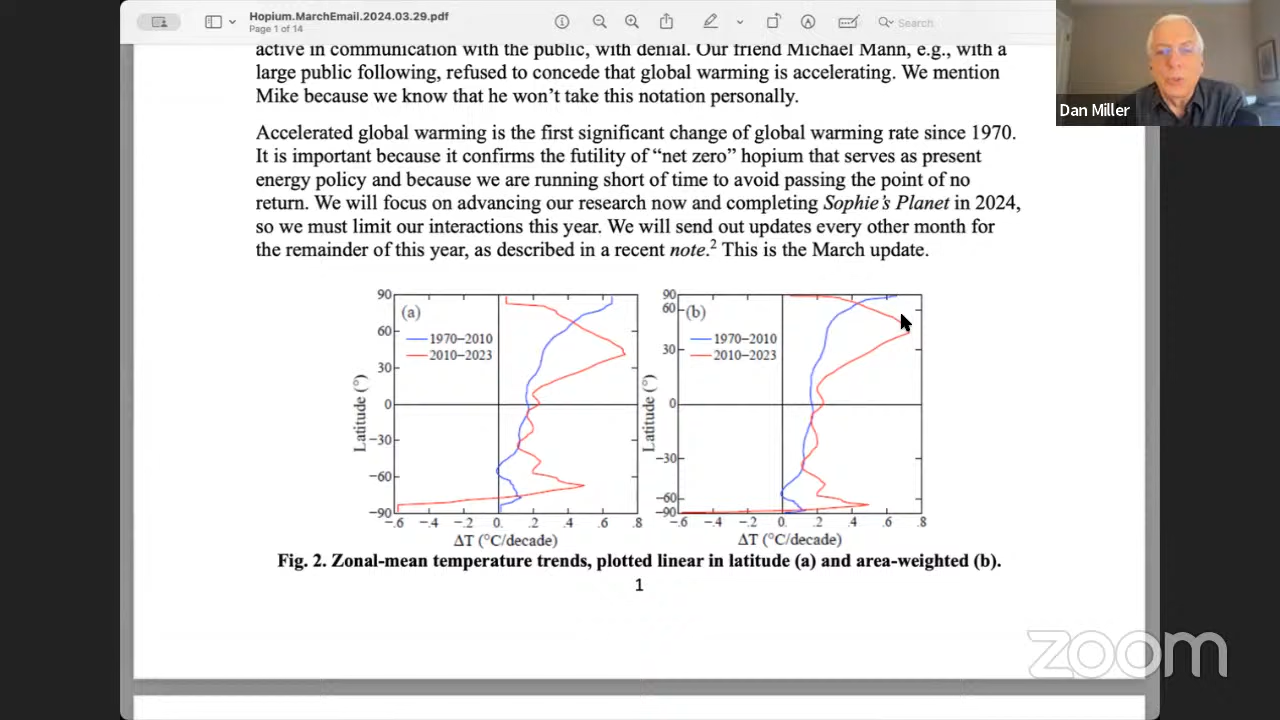 Hopium.MarchEmail.2024.03.29.pdf
Page 1 of 14
Search
active in communication with the public, with denial. Our friend Michael Mann, e.g., with a
large public following, refused to concede that global warming is accelerating. We mention
Mike because we know that he won’t take this notation personally.
Dan Miller
Accelerated global warming is the first significant change of global warming rate since 1970.
It is important because it confirms the futility of “net zero” hopium that serves as present
energy policy and because we are running short of time to avoid passing the point of no
return. We will focus on advancing our research now and completing Sophie’s Planet in 2024,
so we must limit our interactions this year. We will send out updates every other month for
the remainder of this year, as described in a recent note.² This is the March update.
(a)
1970–2010
2010–2023
Latitude (°)
90
60
30
0
−30
−60
−90
-.6 -.4 -.2 0. .2 .4 .6 .8
ΔT (°C/decade)
(b)
1970–2010
2010–2023
Latitude (°)
90
60
30
0
−30
−60
−90
-.6 -.4 -.2 0. .2 .4 .6 .8
ΔT (°C/decade)
Fig. 2. Zonal-mean temperature trends, plotted linear in latitude (a) and area-weighted (b).
1
zoom